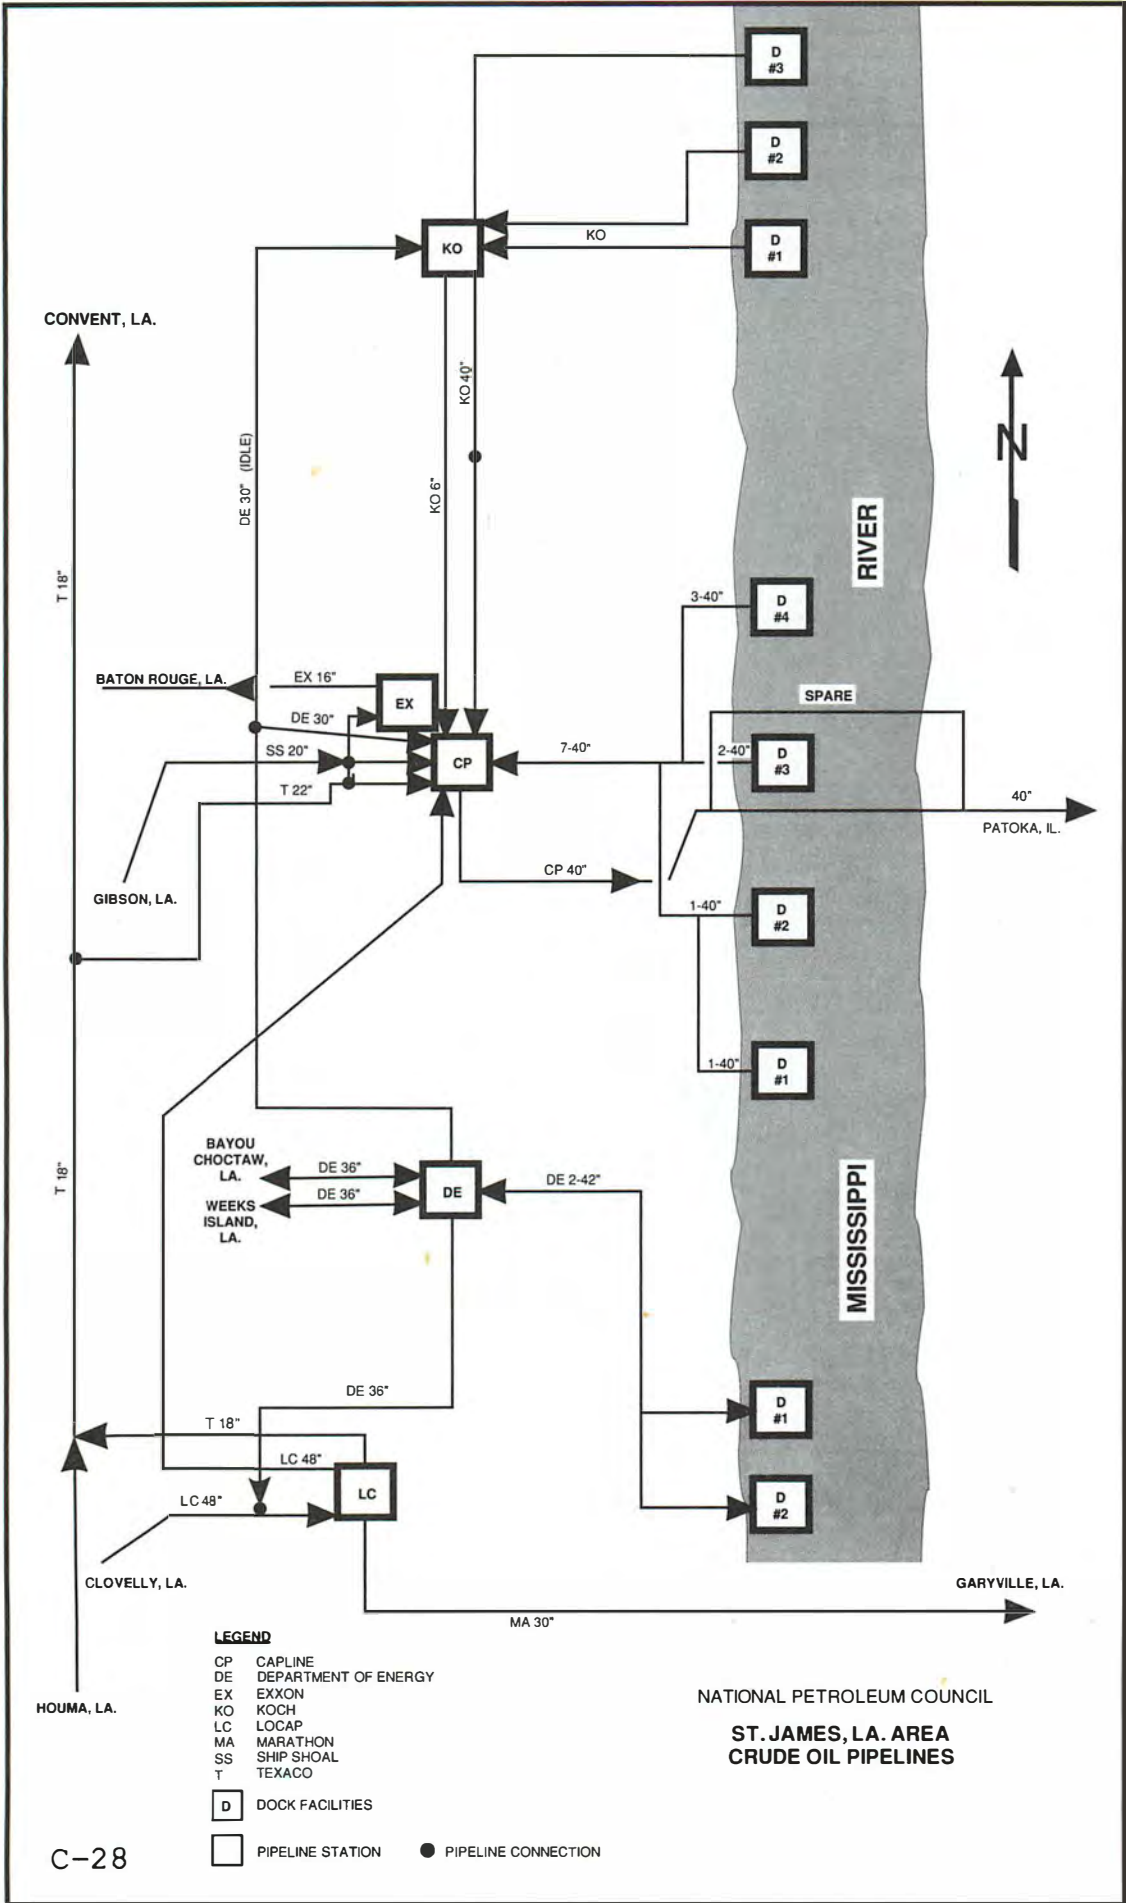 D
#3
D
#2
KO
KO
D
#1
CONVENT, LA.
KO 40"
DE 30" (IDLE)
KO 6"
N
RIVER
T 18"
3-40"
D
#4
BATON ROUGE, LA.
EX 16"
EX
SPARE
DE 30"
SS 20"
CP
7-40"
2-40"
D
#3
T 22"
40"
PATOKA, IL.
CP 40"
GIBSON, LA.
1-40"
D
#2
1-40"
D
#1
BAYOU
CHOCTAW,
LA.
DE 36"
T 18"
WEEKS
ISLAND,
LA.
DE 36"
DE
DE 2-42"
MISSISSIPPI
DE 36"
D
#1
T 18"
LC 48"
LC
LC 48"
D
#2
CLOVELLY, LA.
GARYVILLE, LA.
MA 30"
HOUMA, LA.
LEGEND
CP CAPLINE
DE DEPARTMENT OF ENERGY
EX EXXON
KO KOCH
LC LOCAP
MA MARATHON
SS SHIP SHOAL
T TEXACO
D DOCK FACILITIES
PIPELINE STATION
PIPELINE CONNECTION
NATIONAL PETROLEUM COUNCIL
ST. JAMES, LA. AREA
CRUDE OIL PIPELINES
C-28